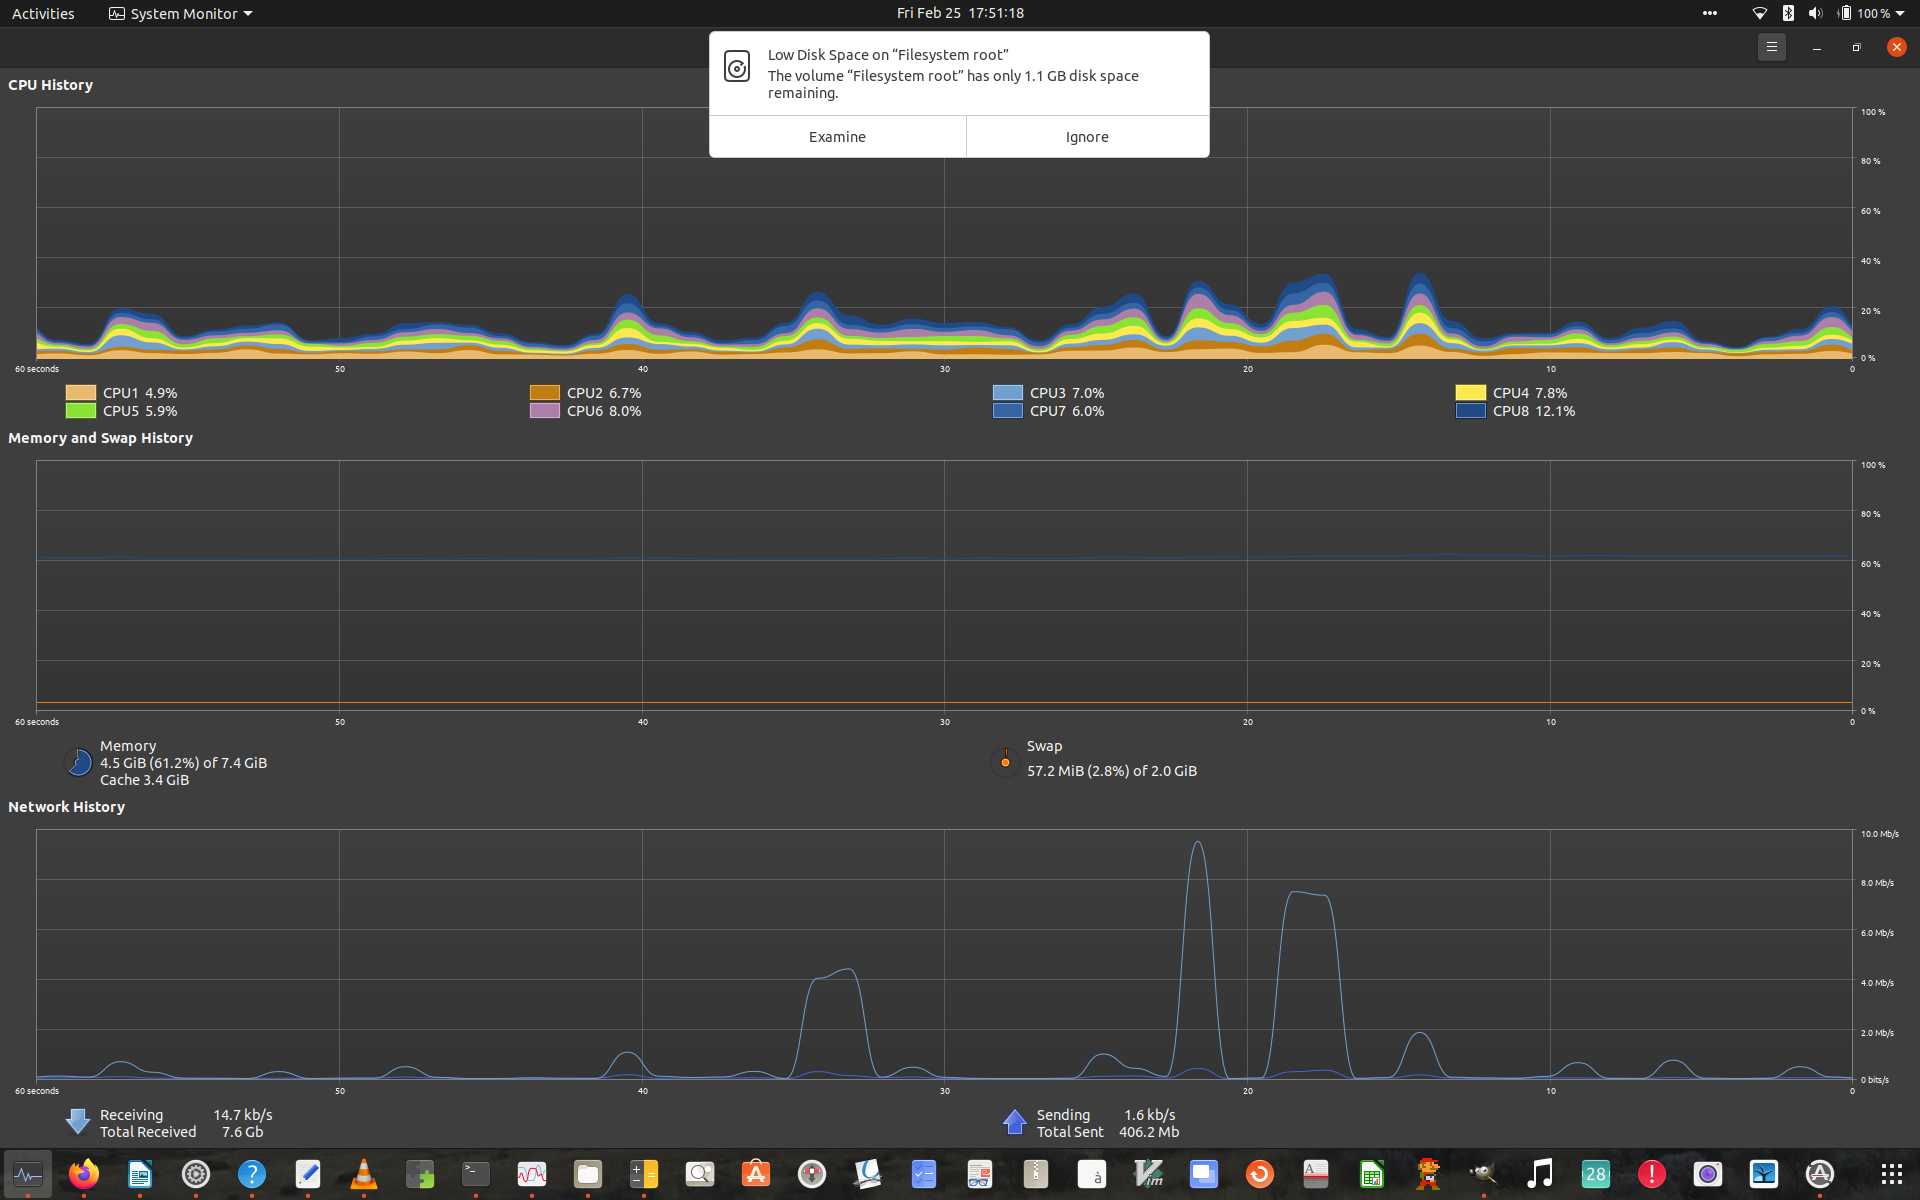 Activities
System Monitor
Fri Feb 25 17:51:18
100 %
Low Disk Space on “Filesystem root”
The volume “Filesystem root” has only 1.1 GB disk space
remaining.
Examine
Ignore
CPU History
100 %
80 %
60 %
40 %
20 %
0 %
60 seconds
50
40
30
20
10
0
CPU1 4.9%
CPU2 6.7%
CPU3 7.0%
CPU4 7.8%
CPU5 5.9%
CPU6 8.0%
CPU7 6.0%
CPU8 12.1%
Memory and Swap History
100 %
80 %
60 %
40 %
20 %
0 %
60 seconds
50
40
30
20
10
0
Memory
4.5 GiB (61.2%) of 7.4 GiB
Cache 3.4 GiB
Swap
57.2 MiB (2.8%) of 2.0 GiB
Network History
10.0 Mb/s
8.0 Mb/s
6.0 Mb/s
4.0 Mb/s
2.0 Mb/s
0 bits/s
60 seconds
50
40
30
20
10
0
Receiving 14.7 kb/s
Total Received 7.6 Gb
Sending 1.6 kb/s
Total Sent 406.2 Mb
?
>_
à
Vim
A
28
!